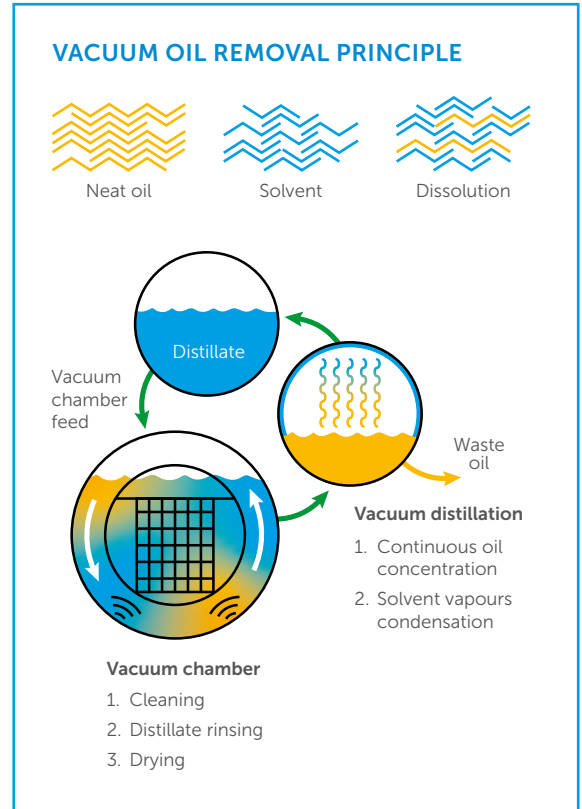 VACUUM OIL REMOVAL PRINCIPLE
Neat oil
Solvent
Dissolution
Distillate
Vacuum
chamber
feed
Waste
oil
Vacuum distillation
1. Continuous oil
concentration
2. Solvent vapours
condensation
Vacuum chamber
1. Cleaning
2. Distillate rinsing
3. Drying